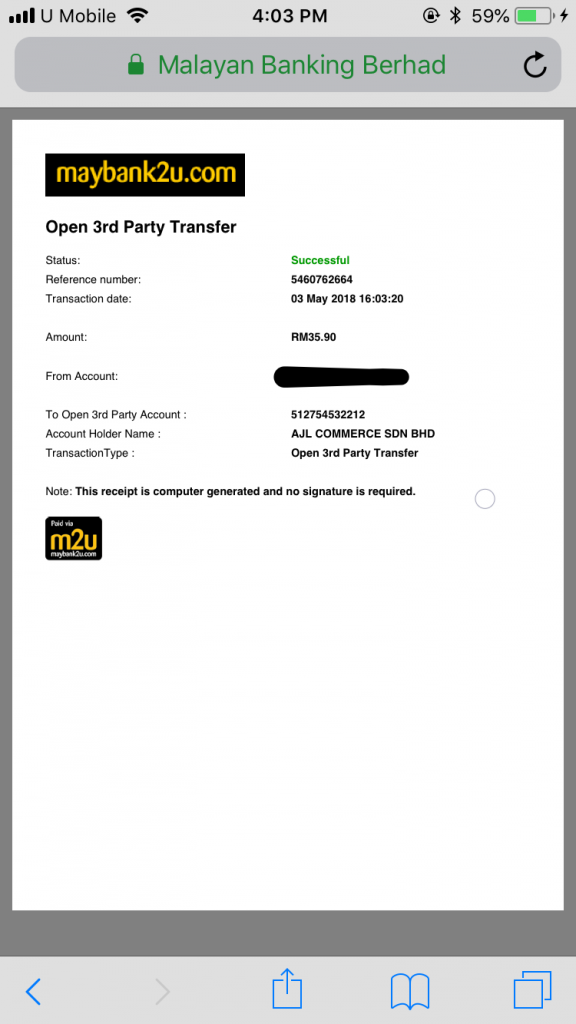 U Mobile 4:03 PM 59%
Malayan Banking Berhad
maybank2u.com
Open 3rd Party Transfer
Status: Successful
Reference number: 5460762664
Transaction date: 03 May 2018 16:03:20
Amount: RM35.90
From Account:
To Open 3rd Party Account : 512754532212
Account Holder Name : AJL COMMERCE SDN BHD
TransactionType : Open 3rd Party Transfer
Note: This receipt is computer generated and no signature is required.
Paid via
m2u
maybank2u.com